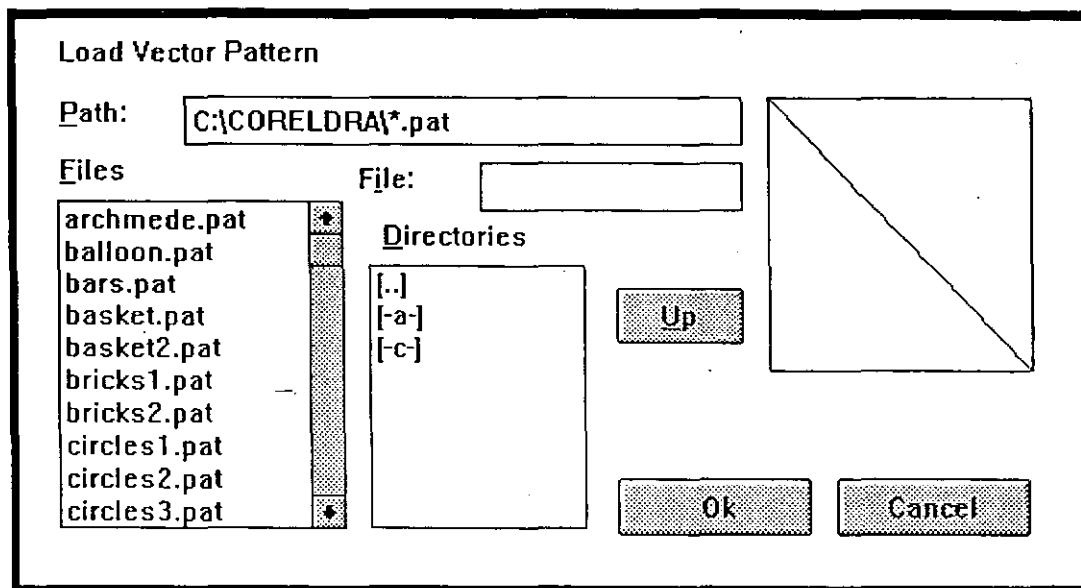 Load Vector Pattern
Path: C:\CORELDRA\*.pat
Files
File:
archmede.pat
balloon.pat
bars.pat
basket.pat
basket2.pat
bricks1.pat
bricks2.pat
circles1.pat
circles2.pat
circles3.pat
Directories
[..]
[-a-]
[-c-]
Up
Ok
Cancel